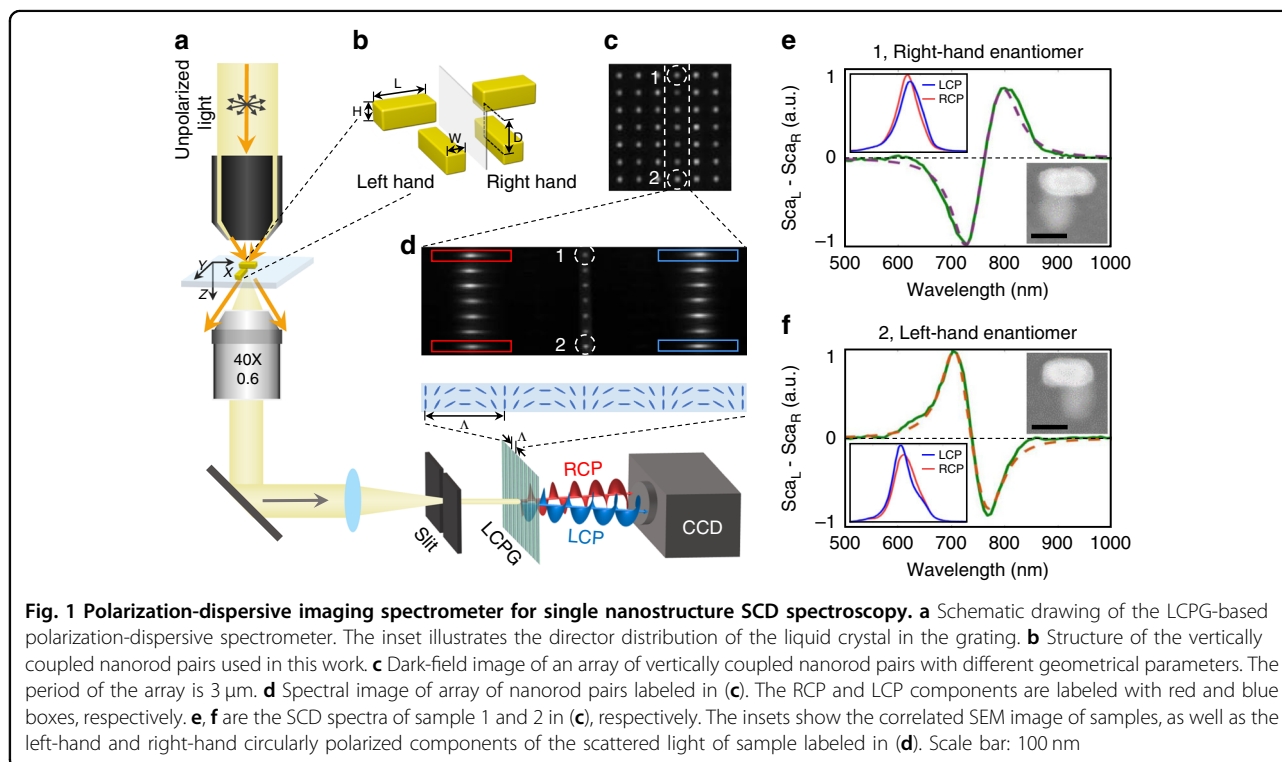 a
Unpolarized
light
Y
X
Z
40X
0.6
b
L
H
W
D
Left hand
Right hand
c
1
2
d
1
2
Λ
Λ
RCP
LCP
Slit
LCPG
CCD
e
1, Right-hand enantiomer
ScaL - ScaR (a.u.)
1
0
–1
LCP
RCP
500 600 700 800 900 1000
Wavelength (nm)
f
2, Left-hand enantiomer
ScaL - ScaR (a.u.)
1
0
–1
LCP
RCP
500 600 700 800 900 1000
Wavelength (nm)
Fig. 1 Polarization-dispersive imaging spectrometer for single nanostructure SCD spectroscopy. a Schematic drawing of the LCPG-based
polarization-dispersive spectrometer. The inset illustrates the director distribution of the liquid crystal in the grating. b Structure of the vertically
coupled nanorod pairs used in this work. c Dark-field image of an array of vertically coupled nanorod pairs with different geometrical parameters. The
period of the array is 3 μm. d Spectral image of array of nanorod pairs labeled in (c). The RCP and LCP components are labeled with red and blue
boxes, respectively. e, f are the SCD spectra of sample 1 and 2 in (c), respectively. The insets show the correlated SEM image of samples, as well as the
left-hand and right-hand circularly polarized components of the scattered light of sample labeled in (d). Scale bar: 100 nm